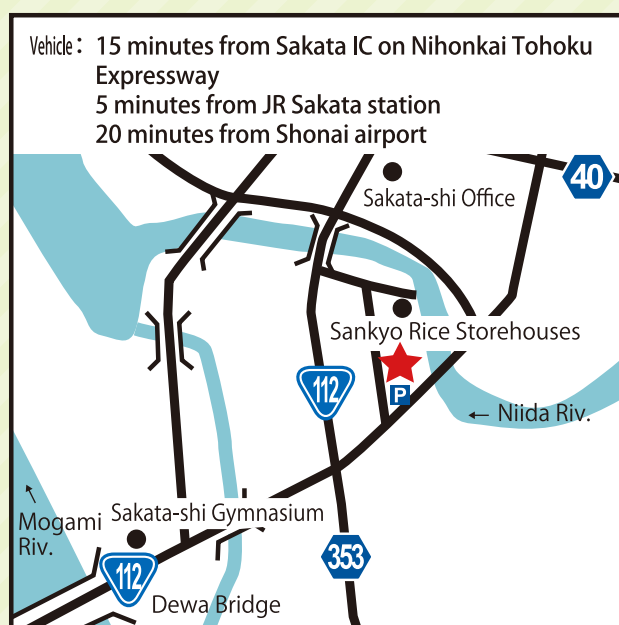 Vehicle: 15 minutes from Sakata IC on Nihonkai Tohoku
Expressway
5 minutes from JR Sakata station
20 minutes from Shonai airport
40
Sakata-shi Office
Sankyo Rice Storehouses
112
P
← Niida Riv.
↑
Mogami
Riv.
Sakata-shi Gymnasium
353
112
Dewa Bridge